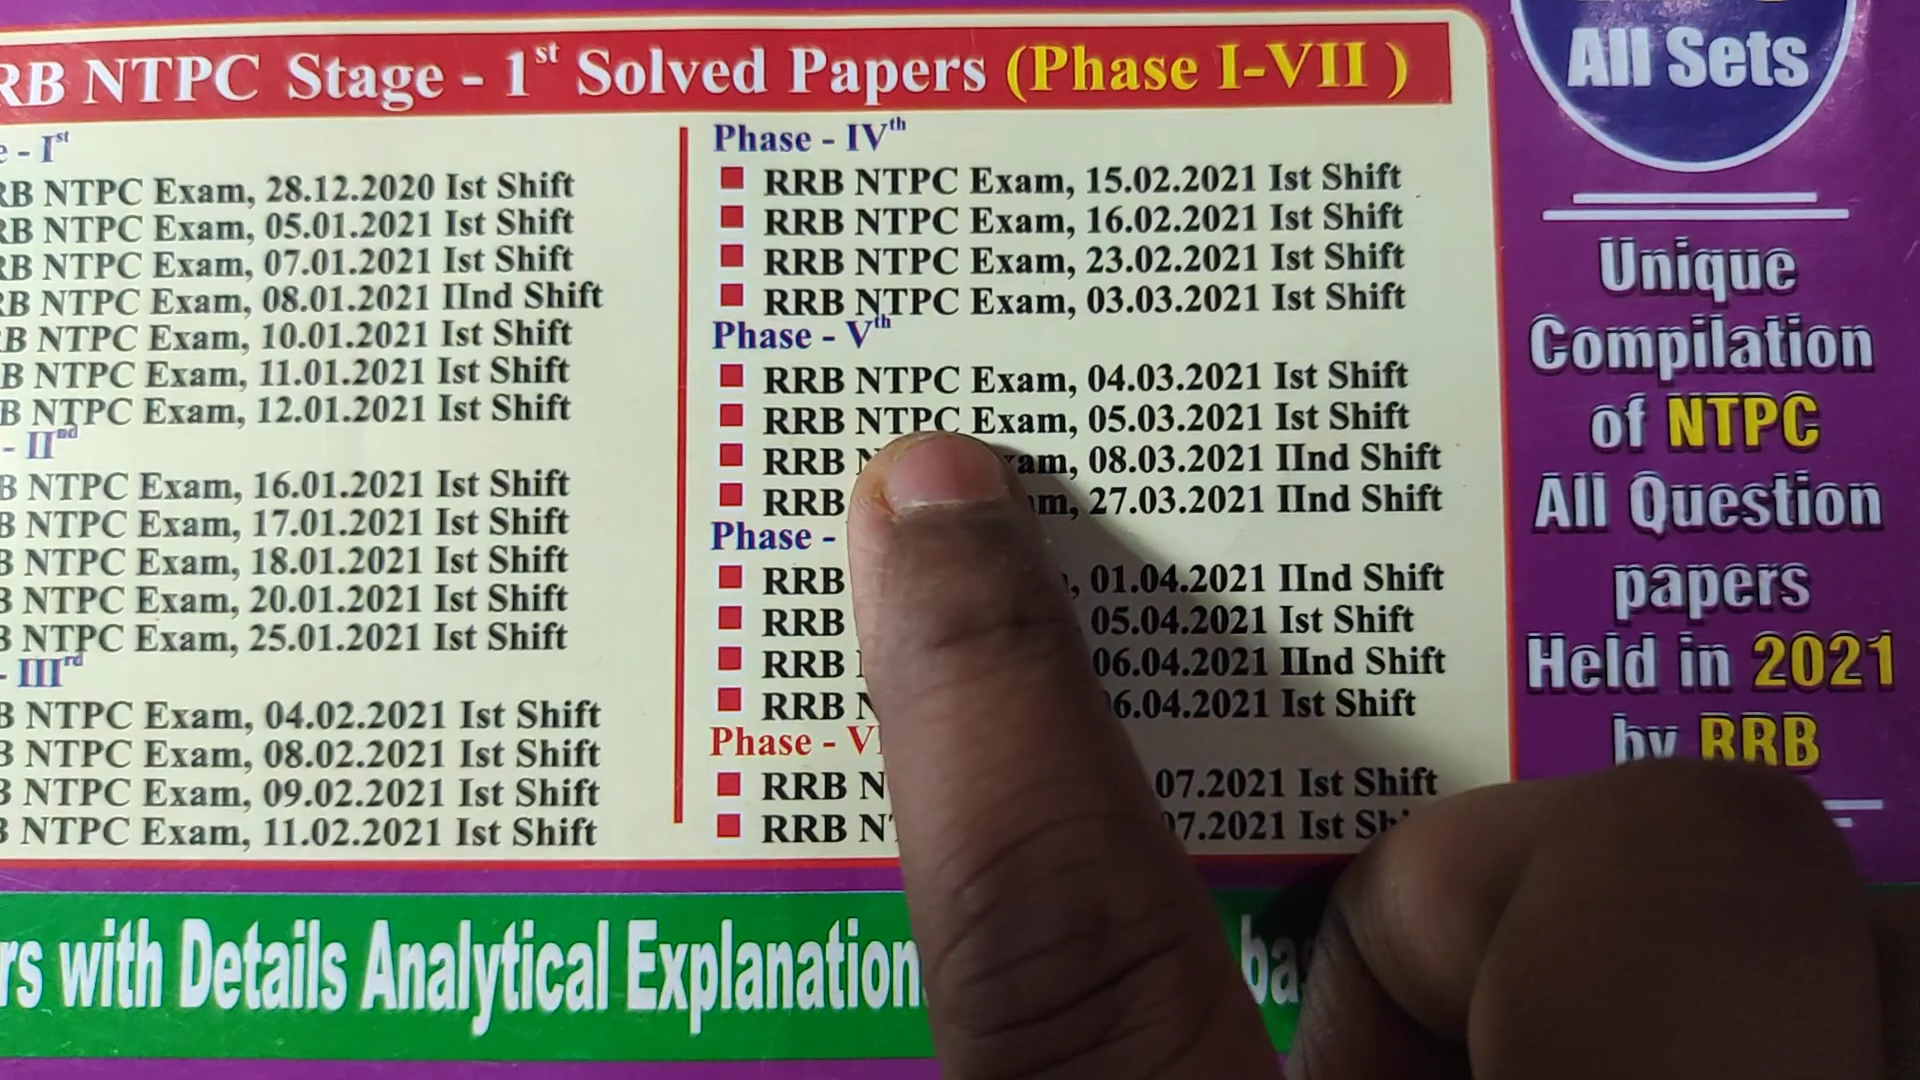 RB NTPC Stage - 1st Solved Papers (Phase I-VII )
- Ist
RB NTPC Exam, 28.12.2020 Ist Shift
RB NTPC Exam, 05.01.2021 Ist Shift
RB NTPC Exam, 07.01.2021 Ist Shift
RB NTPC Exam, 08.01.2021 IInd Shift
B NTPC Exam, 10.01.2021 Ist Shift
B NTPC Exam, 11.01.2021 Ist Shift
B NTPC Exam, 12.01.2021 Ist Shift
- IInd
B NTPC Exam, 16.01.2021 Ist Shift
B NTPC Exam, 17.01.2021 Ist Shift
B NTPC Exam, 18.01.2021 Ist Shift
B NTPC Exam, 20.01.2021 Ist Shift
B NTPC Exam, 25.01.2021 Ist Shift
- IIIrd
B NTPC Exam, 04.02.2021 Ist Shift
B NTPC Exam, 08.02.2021 Ist Shift
B NTPC Exam, 09.02.2021 Ist Shift
B NTPC Exam, 11.02.2021 Ist Shift
Phase - IVth
RRB NTPC Exam, 15.02.2021 Ist Shift
RRB NTPC Exam, 16.02.2021 Ist Shift
RRB NTPC Exam, 23.02.2021 Ist Shift
RRB NTPC Exam, 03.03.2021 Ist Shift
Phase - Vth
RRB NTPC Exam, 04.03.2021 Ist Shift
RRB NTPC Exam, 05.03.2021 Ist Shift
RRB 08.03.2021 IInd Shift
RRB 27.03.2021 IInd Shift
Phase -
RRB 01.04.2021 IInd Shift
RRB 05.04.2021 Ist Shift
RRB 06.04.2021 IInd Shift
RRB 6.04.2021 Ist Shift
Phase -
RRB 07.2021 Ist Shift
RRB 07.2021 Ist
All Sets
Unique
Compilation
of NTPC
All Question
papers
Held in 2021
by RRB
rs with Details Analytical Explanation